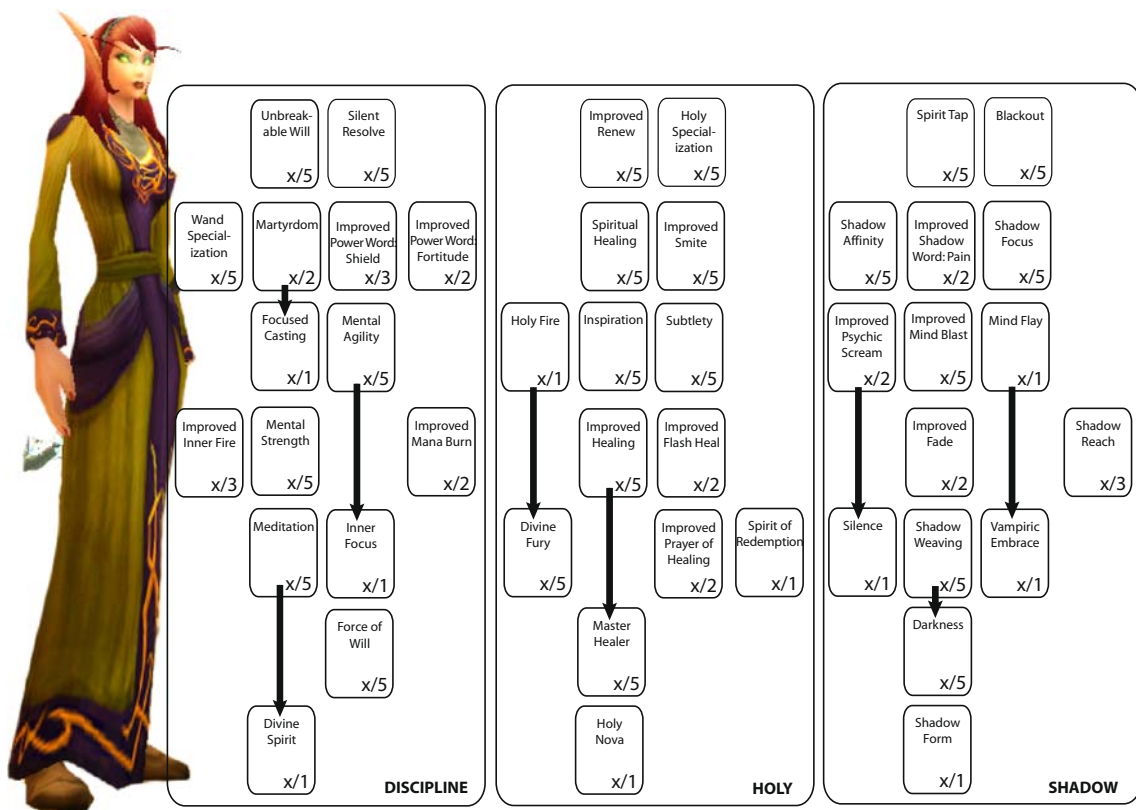 Unbreak-
able Will
x/5
Silent
Resolve
x/5
Wand
Special-
ization
x/5
Martyrdom
x/2
Improved
Power Word:
Shield
x/3
Improved
Power Word:
Fortitude
x/2
Focused
Casting
x/1
Mental
Agility
x/5
Improved
Inner Fire
x/3
Mental
Strength
x/5
Improved
Mana Burn
x/2
Meditation
x/5
Inner
Focus
x/1
Force of
Will
x/5
Divine
Spirit
x/1
DISCIPLINE
Improved
Renew
x/5
Holy
Special-
ization
x/5
Spiritual
Healing
x/5
Improved
Smite
x/5
Holy Fire
x/1
Inspiration
x/5
Subtlety
x/5
Improved
Healing
x/5
Improved
Flash Heal
x/2
Divine
Fury
x/5
Improved
Prayer of
Healing
x/2
Spirit of
Redemption
x/1
Master
Healer
x/5
Holy
Nova
x/1
HOLY
Spirit Tap
x/5
Blackout
x/5
Shadow
Affinity
x/5
Improved
Shadow
Word: Pain
x/2
Shadow
Focus
x/5
Improved
Psychic
Scream
x/2
Improved
Mind Blast
x/5
Mind Flay
x/1
Improved
Fade
x/2
Shadow
Reach
x/3
Silence
x/1
Shadow
Weaving
x/5
Vampiric
Embrace
x/1
Darkness
x/5
Shadow
Form
x/1
SHADOW